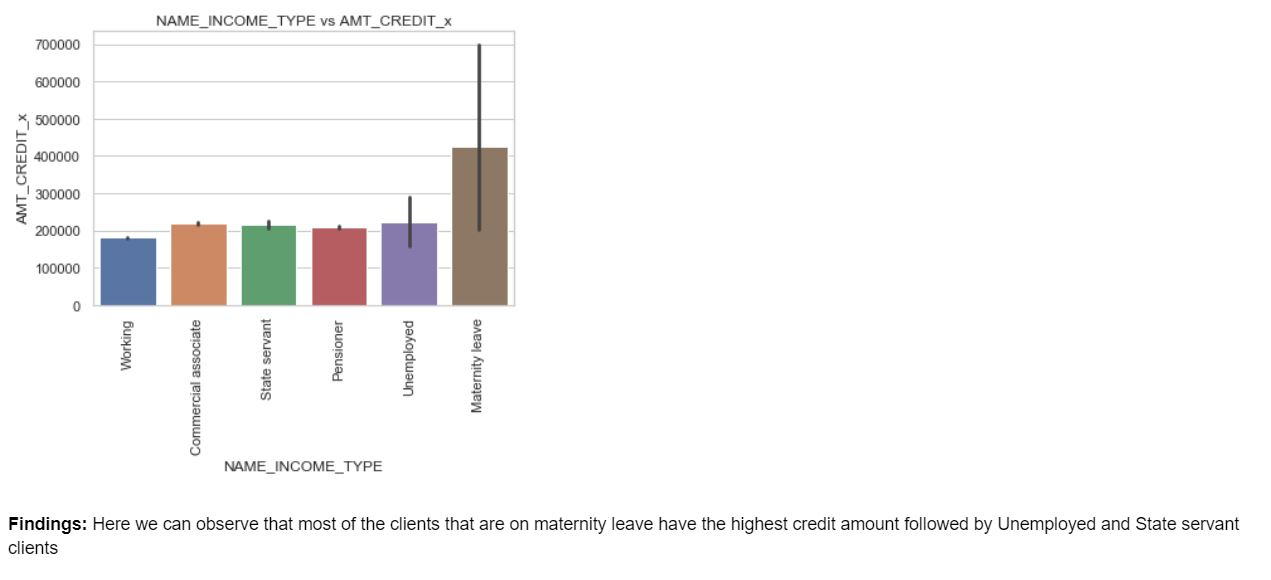 NAME_INCOME_TYPE vs AMT_CREDIT_x
700000
600000
500000
400000
300000
200000
100000
0
AMT_CREDIT_x
Working
Commercial associate
State servant
Pensioner
Unemployed
Maternity leave
NAME_INCOME_TYPE
Findings: Here we can observe that most of the clients that are on maternity leave have the highest credit amount followed by Unemployed and State servant
clients